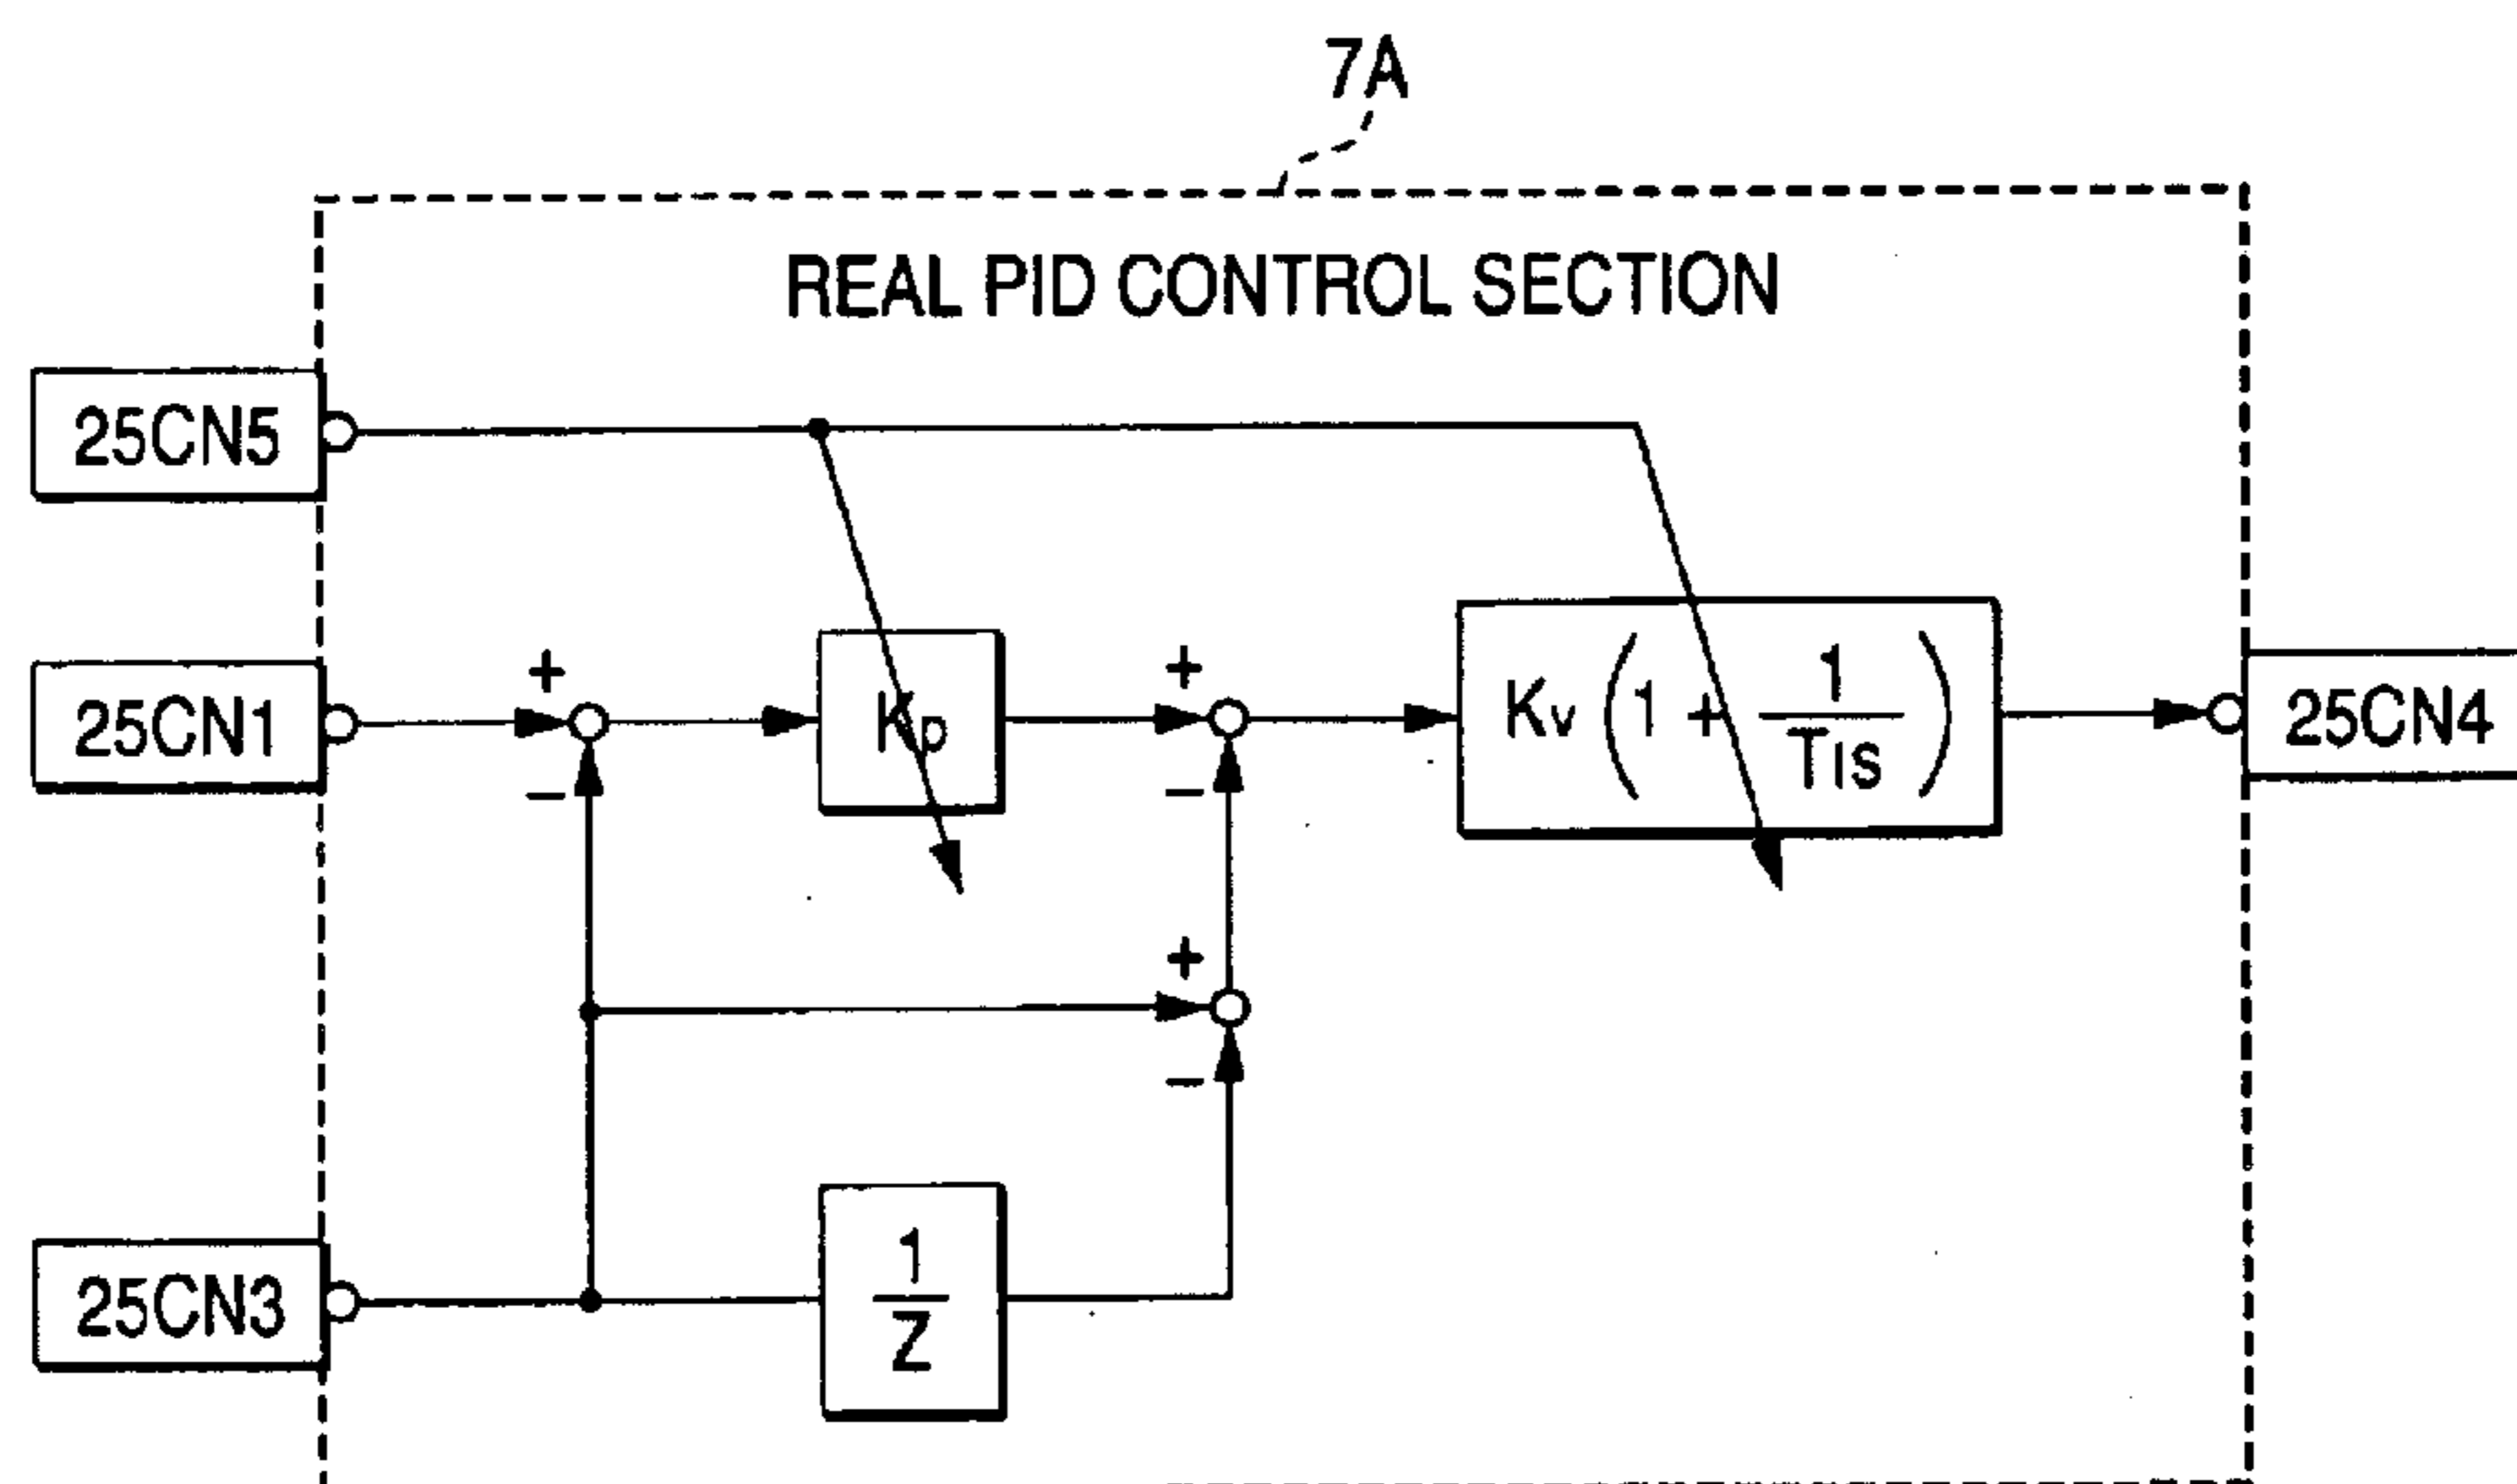 7A
REAL PID CONTROL SECTION
25CN5
25CN1
+
−
Kp
+
−
Kv (1 + 1/TIS)
25CN4
+
−
25CN3
1/Z